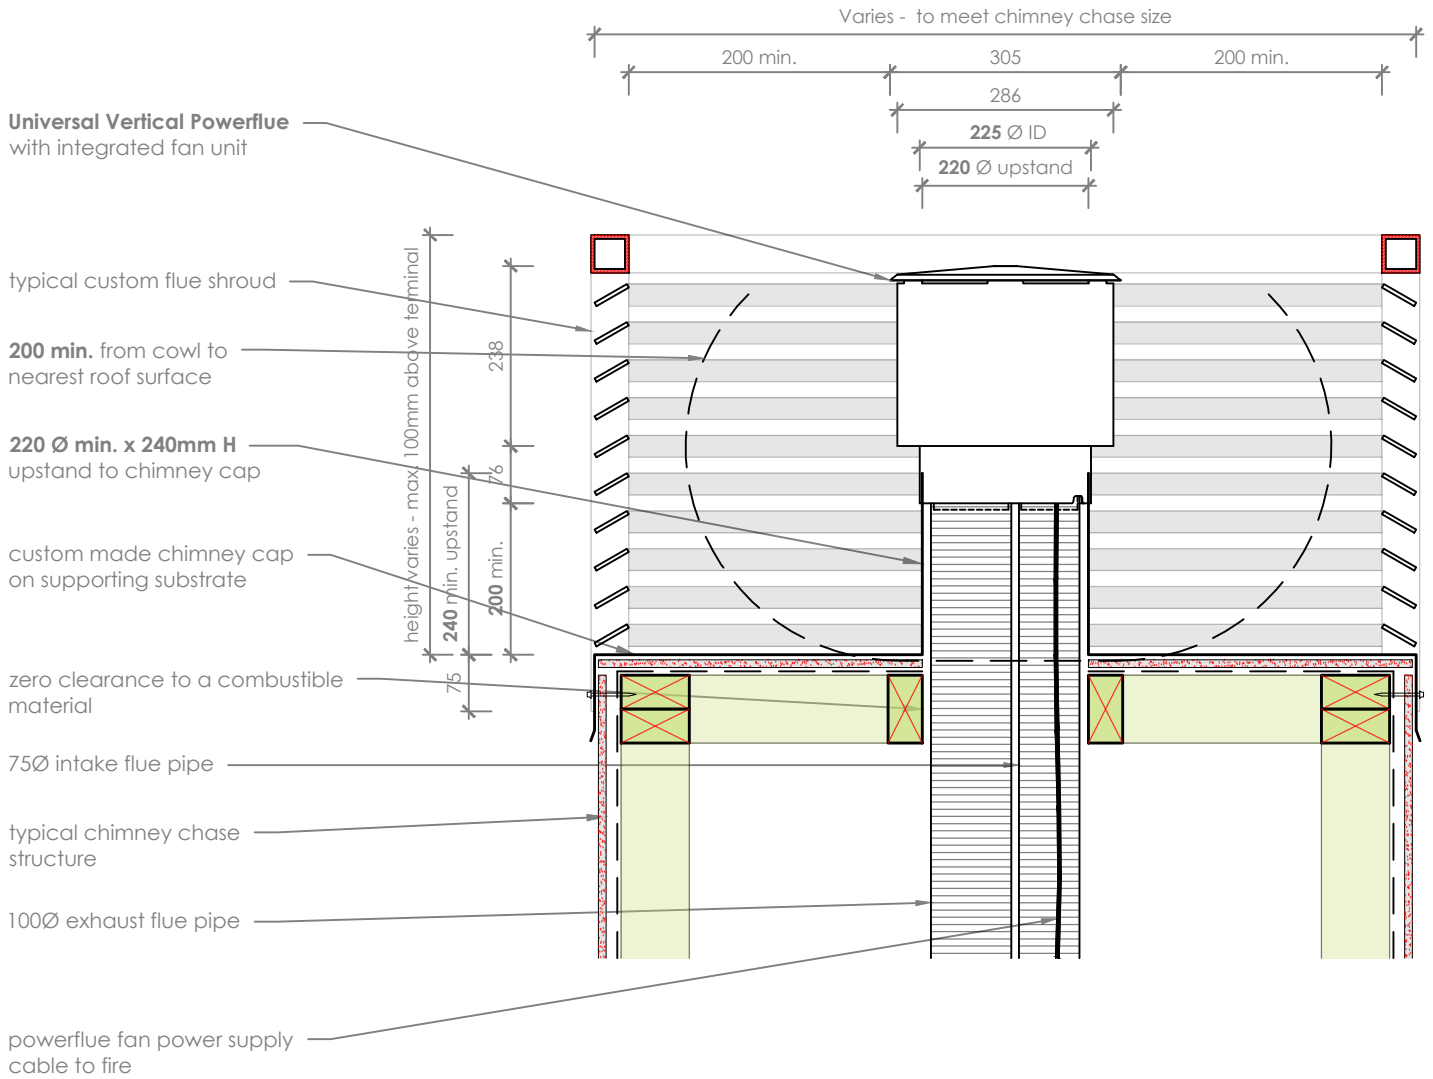 Varies - to meet chimney chase size
200 min.
305
200 min.
286
225 Ø ID
220 Ø upstand
Universal Vertical Powerflue
with integrated fan unit
typical custom flue shroud
200 min. from cowl to
nearest roof surface
220 Ø min. x 240mm H
upstand to chimney cap
custom made chimney cap
on supporting substrate
zero clearance to a combustible
material
75Ø intake flue pipe
typical chimney chase
structure
100Ø exhaust flue pipe
powerflue fan power supply
cable to fire
height varies - max. 100mm above terminal
240 min. upstand
75
238
76
200 min.